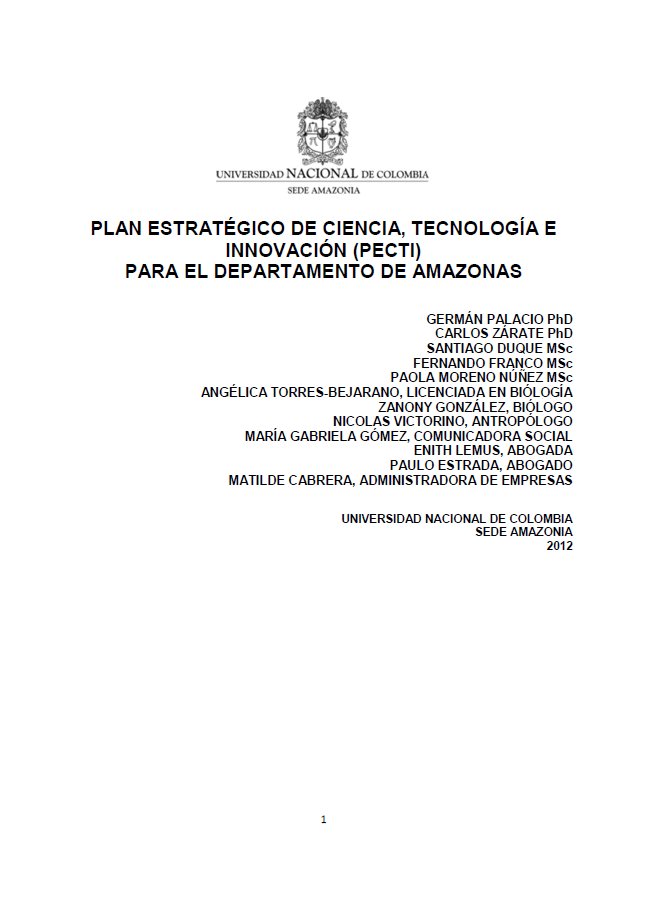 UNIVERSIDAD NACIONAL DE COLOMBIA
SEDE AMAZONIA
PLAN ESTRATÉGICO DE CIENCIA, TECNOLOGÍA E
INNOVACIÓN (PECTI)
PARA EL DEPARTAMENTO DE AMAZONAS
GERMÁN PALACIO PhD
CARLOS ZÁRATE PhD
SANTIAGO DUQUE MSc
FERNANDO FRANCO MSc
PAOLA MORENO NÚÑEZ MSc
ANGÉLICA TORRES-BEJARANO, LICENCIADA EN BIÓLOGÍA
ZANONY GONZÁLEZ, BIÓLOGO
NICOLAS VICTORINO, ANTROPÓLOGO
MARÍA GABRIELA GÓMEZ, COMUNICADORA SOCIAL
ENITH LEMUS, ABOGADA
PAULO ESTRADA, ABOGADO
MATILDE CABRERA, ADMINISTRADORA DE EMPRESAS
UNIVERSIDAD NACIONAL DE COLOMBIA
SEDE AMAZONIA
2012
1